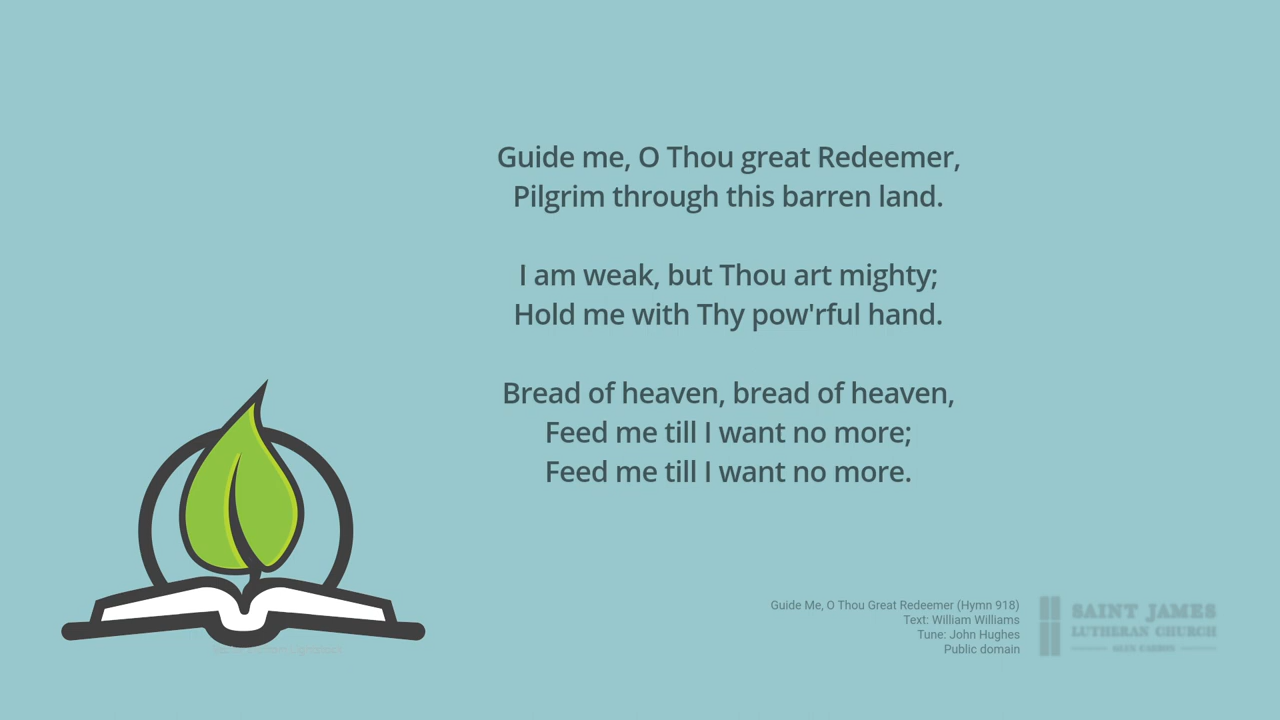 Guide me, O Thou great Redeemer,
Pilgrim through this barren land.
I am weak, but Thou art mighty;
Hold me with Thy pow'rful hand.
Bread of heaven, bread of heaven,
Feed me till I want no more;
Feed me till I want no more.
Guide Me, O Thou Great Redeemer (Hymn 918)
Text: William Williams
Tune: John Hughes
Public domain
SAINT JAMES
LUTHERAN CHURCH